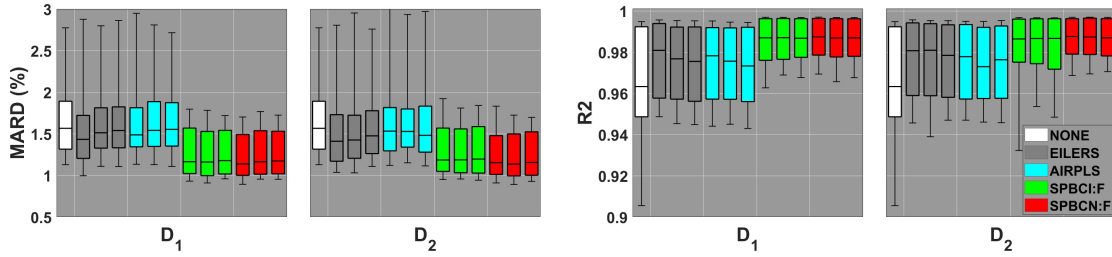 3
2.5
2
1.5
1
0.5
MARD (%)
D1
D2
1
0.98
0.96
0.94
0.92
0.9
R2
D1
D2
NONE
EILERS
AIRPLS
SPBCI:F
SPBCN:F